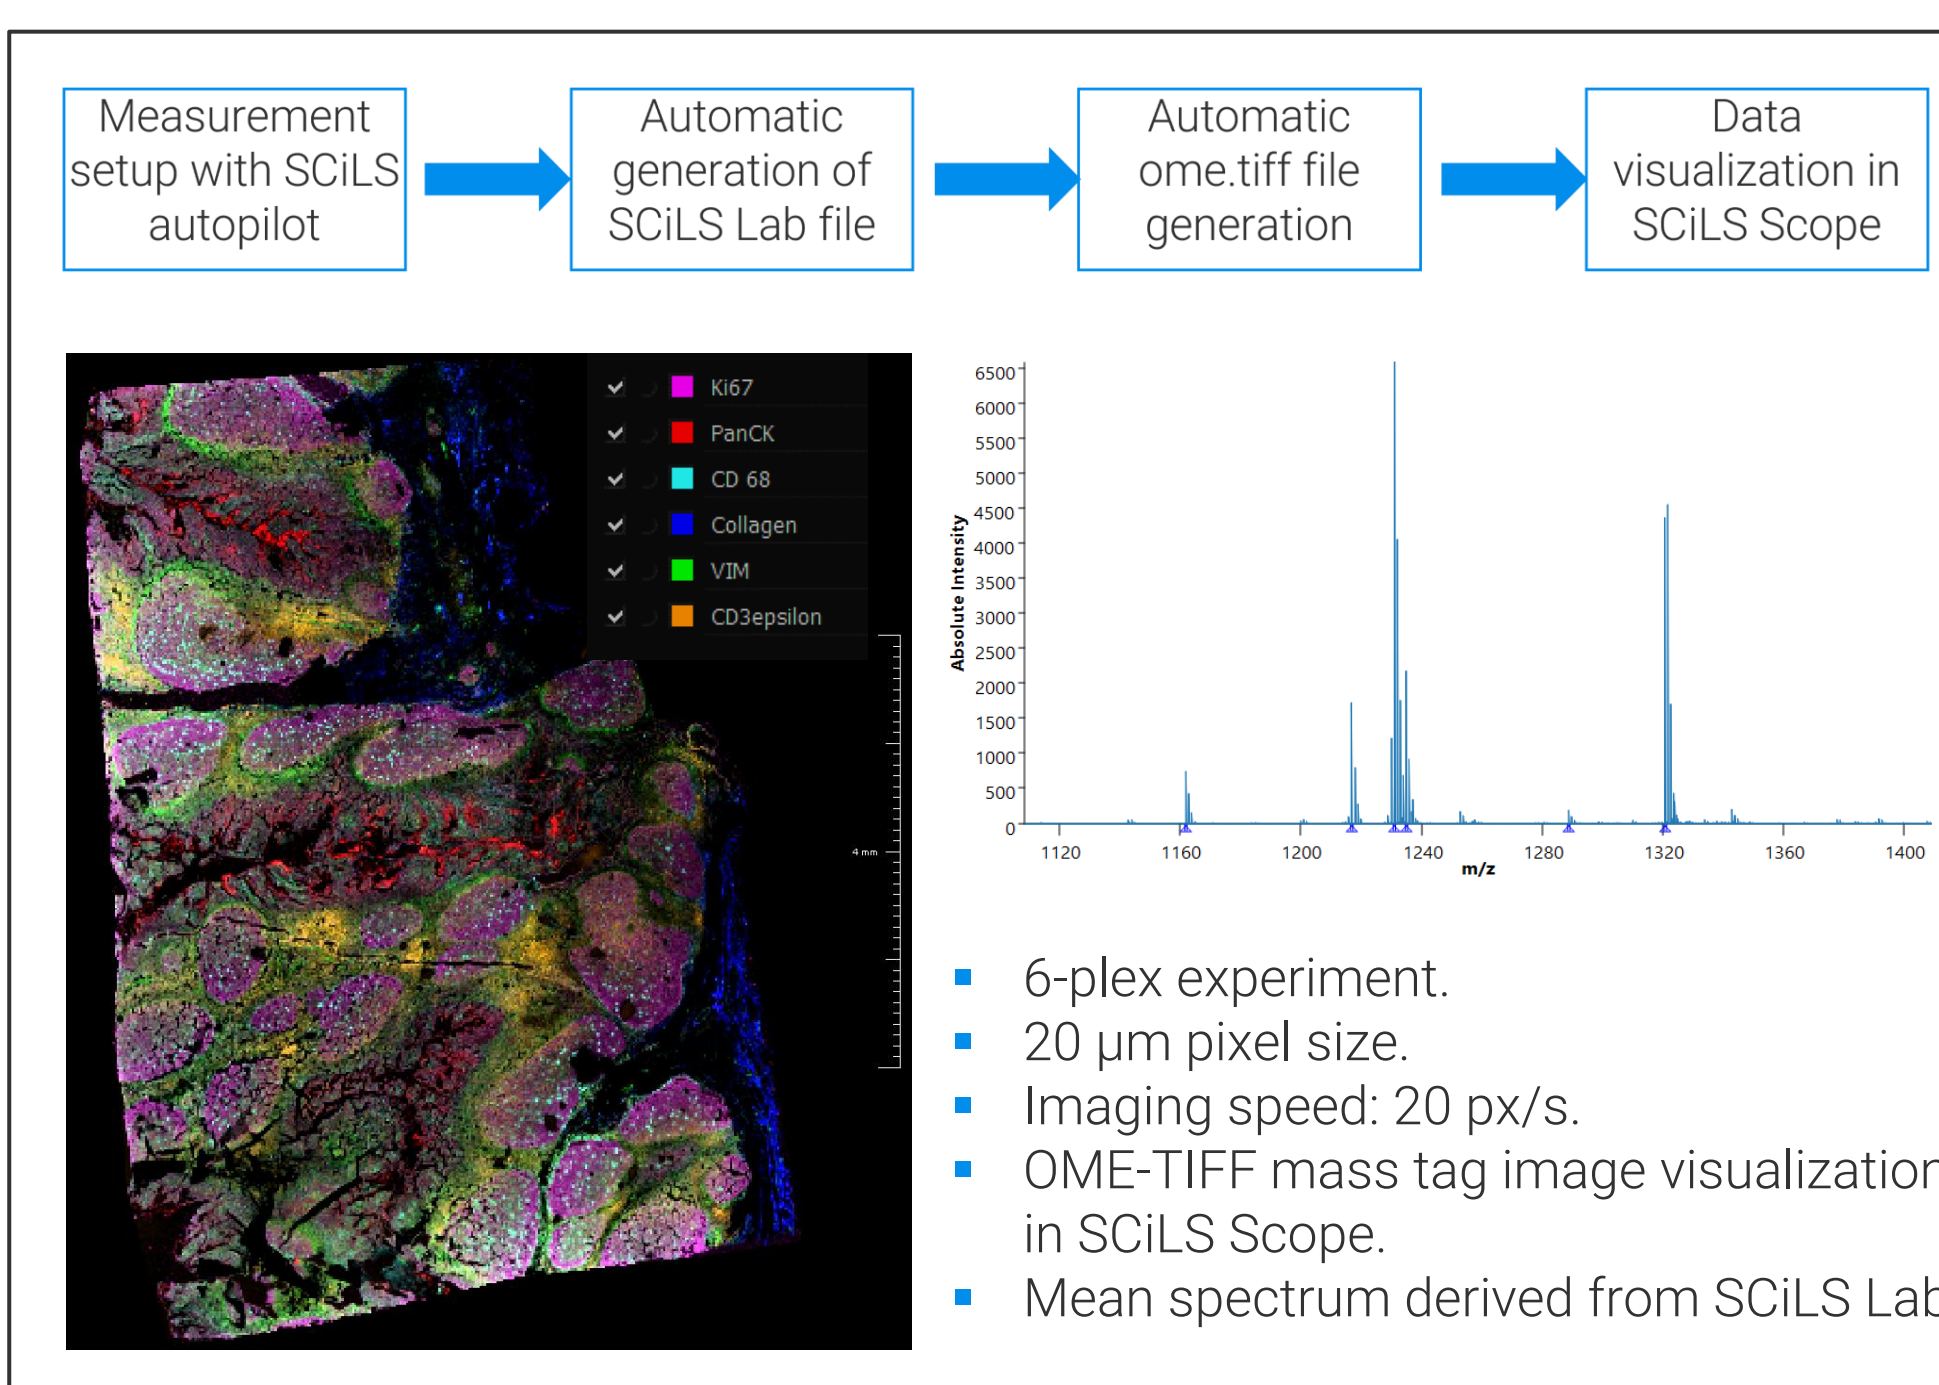 Measurement
setup with SCiLS
autopilot
Automatic
generation of
SCiLS Lab file
Automatic
ome.tiff file
generation
Data
visualization in
SCiLS Scope
Ki67
PanCK
CD 68
Collagen
VIM
CD3epsilon
4 mm
Absolute Intensity
6500
6000
5500
5000
4500
4000
3500
3000
2500
2000
1500
1000
500
0
1120 1160 1200 1240 1280 1320 1360 1400
m/z
6-plex experiment.
20 µm pixel size.
Imaging speed: 20 px/s.
OME-TIFF mass tag image visualization
in SCiLS Scope.
Mean spectrum derived from SCiLS Lab